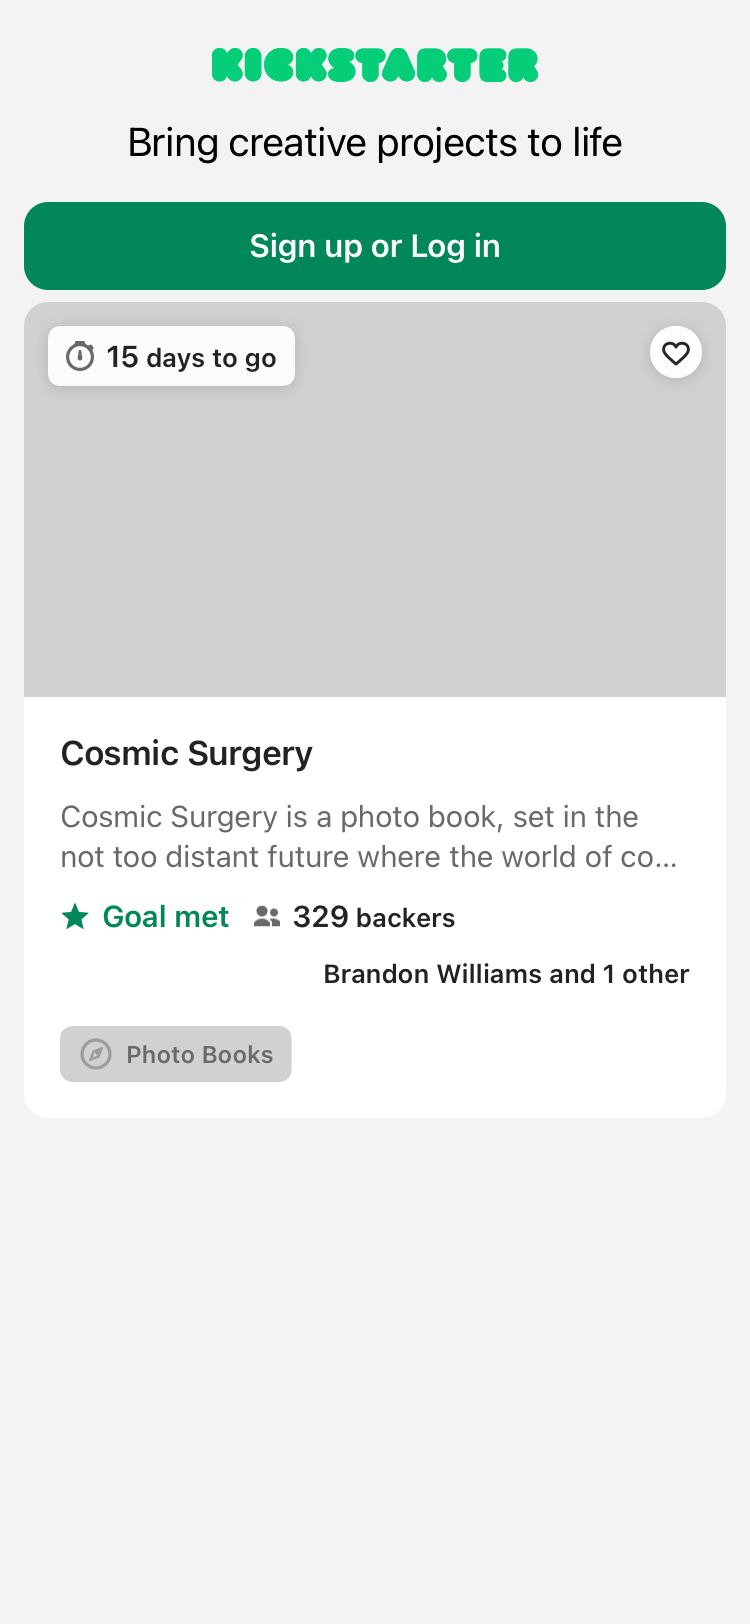 KICKSTARTER
Bring creative projects to life
Sign up or Log in
15 days to go
Cosmic Surgery
Cosmic Surgery is a photo book, set in the
not too distant future where the world of co...
Goal met 329 backers
Brandon Williams and 1 other
Photo Books